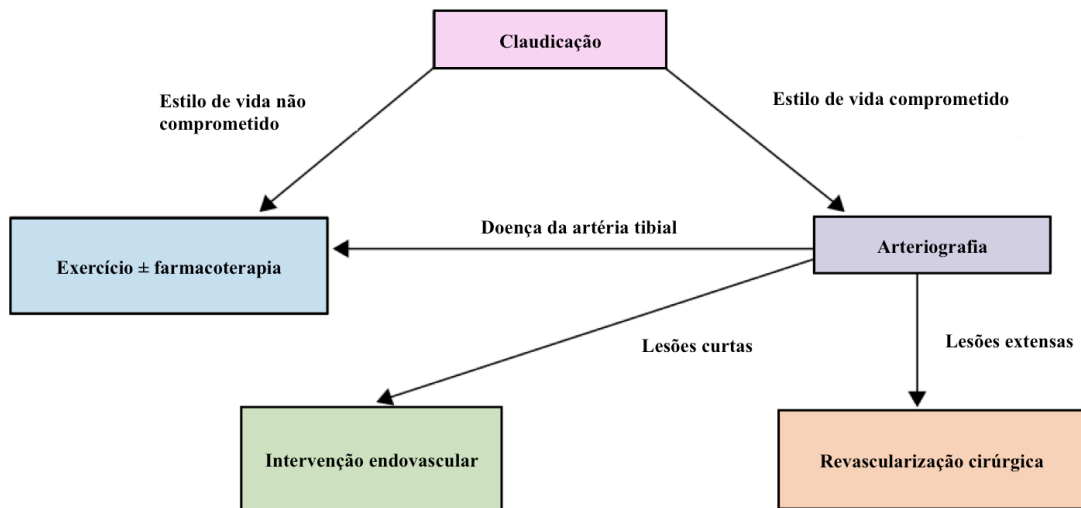 Claudicação
Estilo de vida não
comprometido
Estilo de vida comprometido
Doença da artéria tibial
Exercício ± farmacoterapia
Arteriografia
Lesões curtas
Lesões extensas
Intervenção endovascular
Revascularização cirúrgica